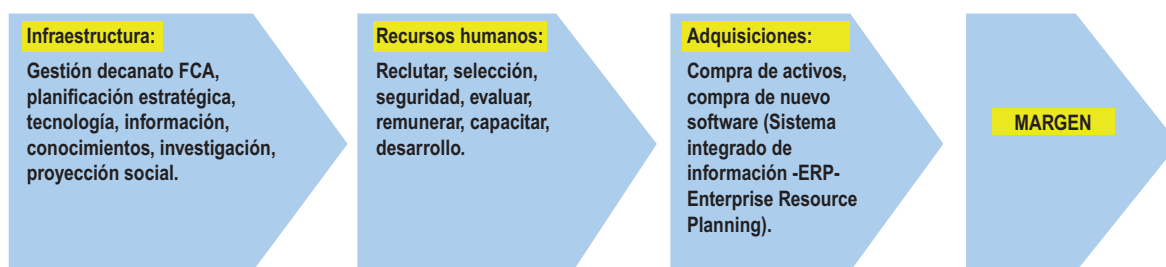 Infraestructura:
Gestión decanato FCA,
planificación estratégica,
tecnología, información,
conocimientos, investigación,
proyección social.
Recursos humanos:
Reclutar, selección,
seguridad, evaluar,
remunerar, capacitar,
desarrollo.
Adquisiciones:
Compra de activos,
compra de nuevo
software (Sistema
integrado de
información -ERP-
Enterprise Resource
Planning).
MARGEN